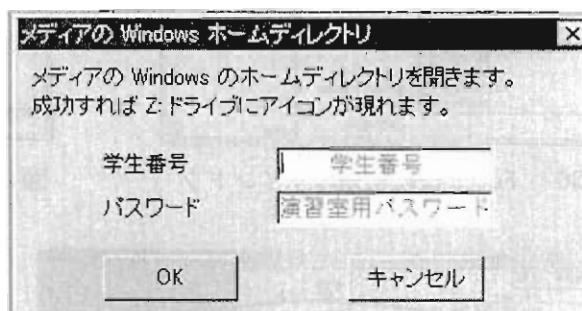 メディアの Windows ホームディレクトリ
メディアの Windows のホームディレクトリを開きます。
成功すれば Z: ドライブにアイコンが現れます。
学生番号 学生番号
パスワード 演習室用パスワード
OK キャンセル